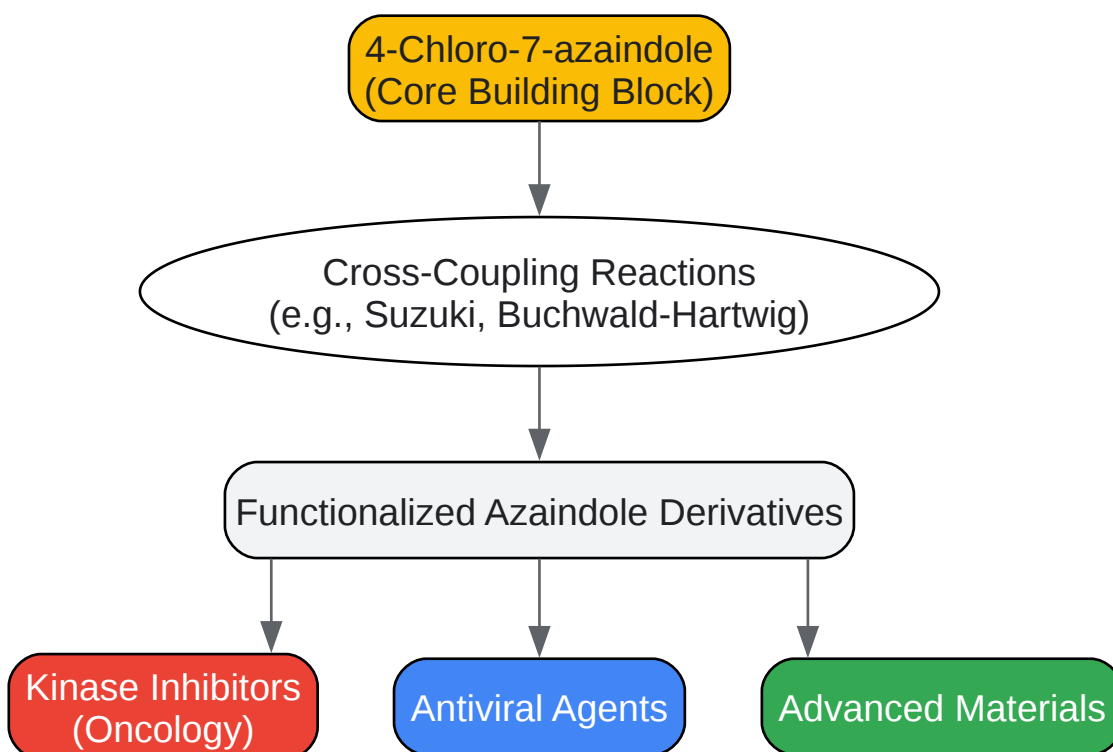 4-Chloro-7-azaindole
(Core Building Block)
Cross-Coupling Reactions
(e.g., Suzuki, Buchwald-Hartwig)
Functionalized Azaindole Derivatives
Kinase Inhibitors
(Oncology)
Antiviral Agents
Advanced Materials